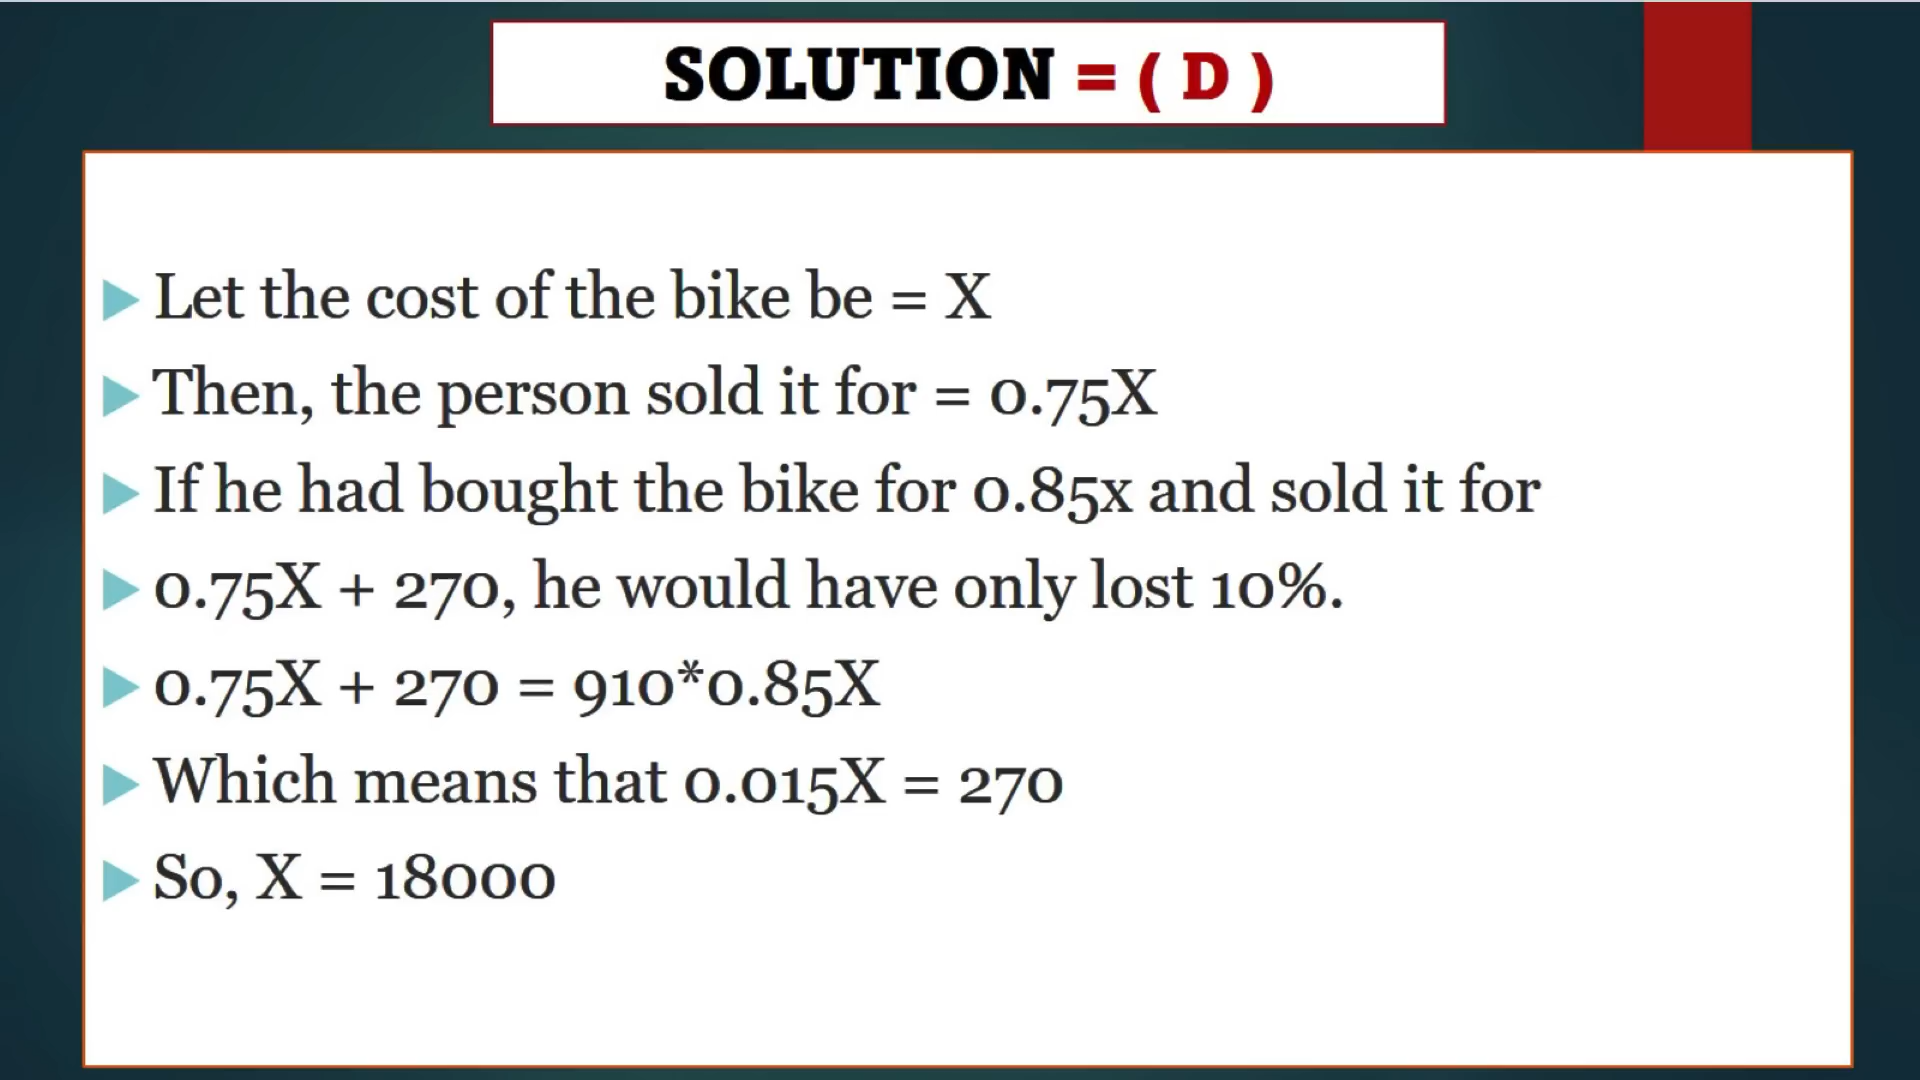 SOLUTION = ( D )
Let the cost of the bike be = X
Then, the person sold it for = 0.75X
If he had bought the bike for 0.85x and sold it for
0.75X + 270, he would have only lost 10%.
0.75X + 270 = 910*0.85X
Which means that 0.015X = 270
So, X = 18000